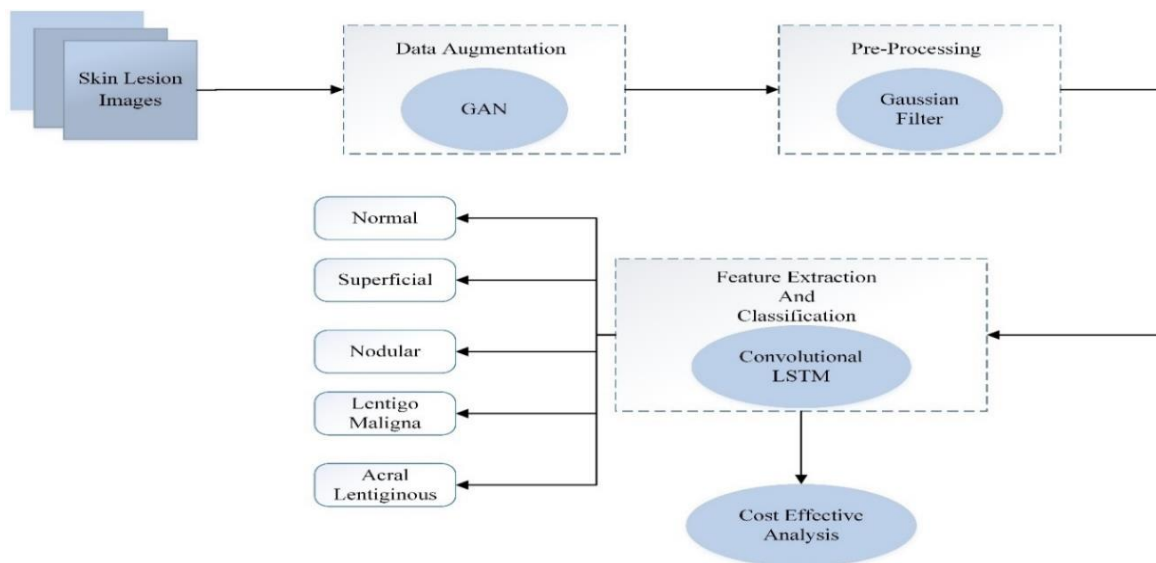 Skin Lesion
Images
Data Augmentation
GAN
Pre-Processing
Gaussian
Filter
Normal
Superficial
Nodular
Lentigo
Maligna
Acral
Lentiginous
Feature Extraction
And
Classification
Convolutional
LSTM
Cost Effective
Analysis